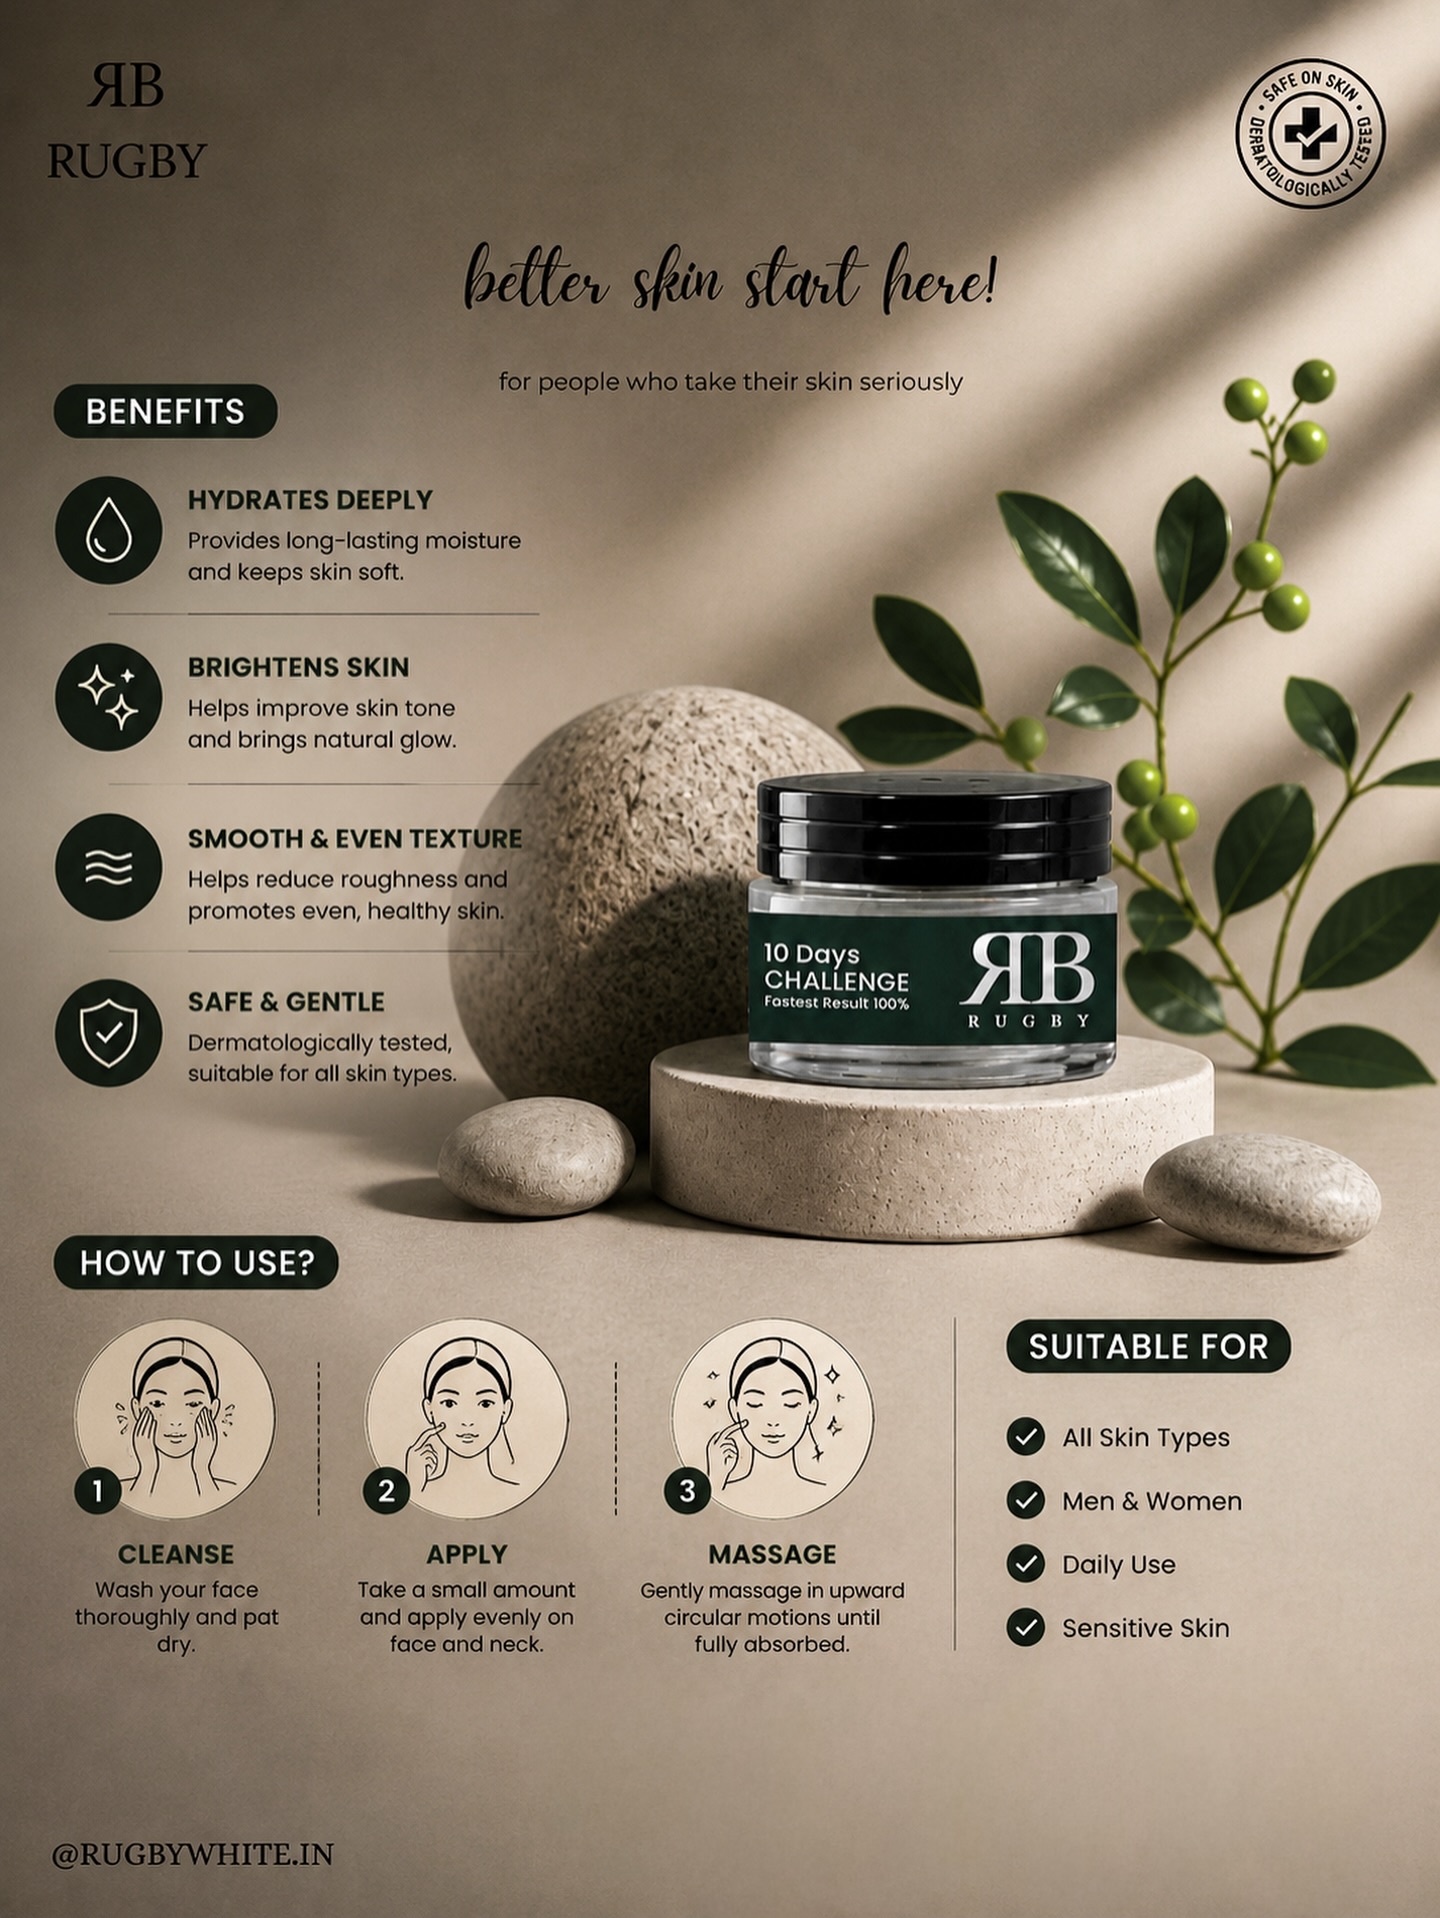 ЯB
RUGBY
SAFE ON SKIN
DERBATOLOGICALLY TESTED
better skin start here!
for people who take their skin seriously
BENEFITS
HYDRATES DEEPLY
Provides long-lasting moisture
and keeps skin soft.
BRIGHTENS SKIN
Helps improve skin tone
and brings natural glow.
SMOOTH & EVEN TEXTURE
Helps reduce roughness and
promotes even, healthy skin.
SAFE & GENTLE
Dermatologically tested,
suitable for all skin types.
10 Days
CHALLENGE
Fastest Result 100%
ЯB
RUGBY
HOW TO USE?
1
CLEANSE
Wash your face
thoroughly and pat
dry.
2
APPLY
Take a small amount
and apply evenly on
face and neck.
3
MASSAGE
Gently massage in upward
circular motions until
fully absorbed.
SUITABLE FOR
All Skin Types
Men & Women
Daily Use
Sensitive Skin
@RUGBYWHITE.IN